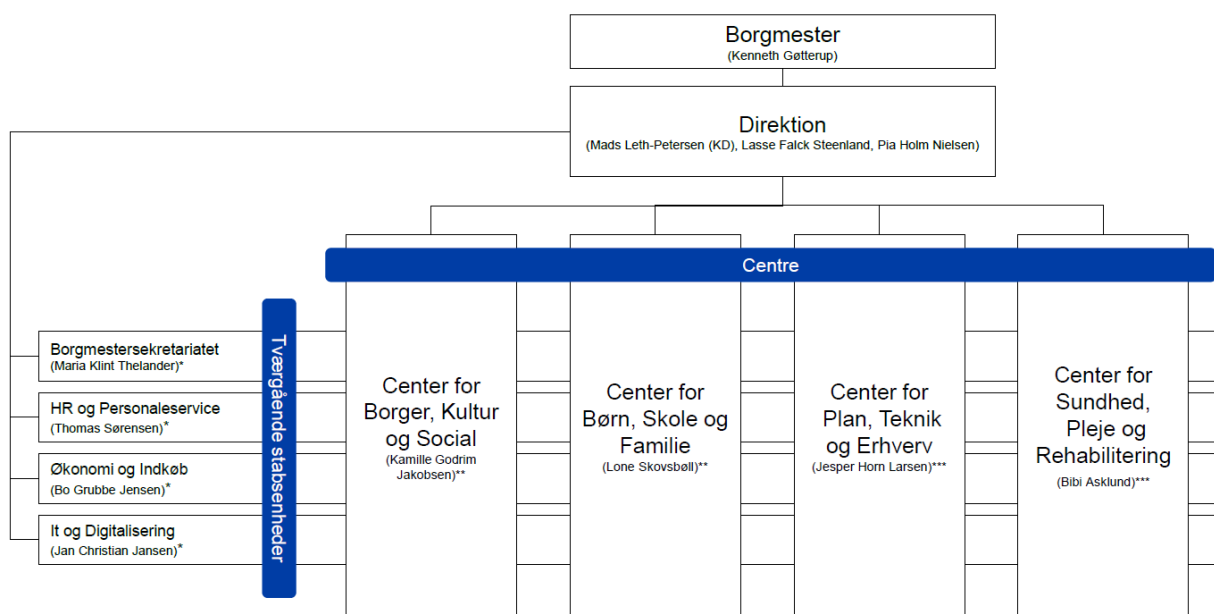 Borgmester
(Kenneth Gøtterup)
Direktion
(Mads Leth-Petersen (KD), Lasse Falck Steenland, Pia Holm Nielsen)
Centre
Tværgående stabsenheder
Borgmestersekretariatet
(Maria Klint Thelander)*
HR og Personaleservice
(Thomas Sørensen)*
Økonomi og Indkøb
(Bo Grubbe Jensen)*
It og Digitalisering
(Jan Christian Jansen)*
Center for
Borger, Kultur
og Social
(Kamille Godrim
Jakobsen)**
Center for
Børn, Skole og
Familie
(Lone Skovsbøll)**
Center for
Plan, Teknik
og Erhverv
(Jesper Horn Larsen)***
Center for
Sundhed,
Pleje og
Rehabilitering
(Bibi Asklund)***